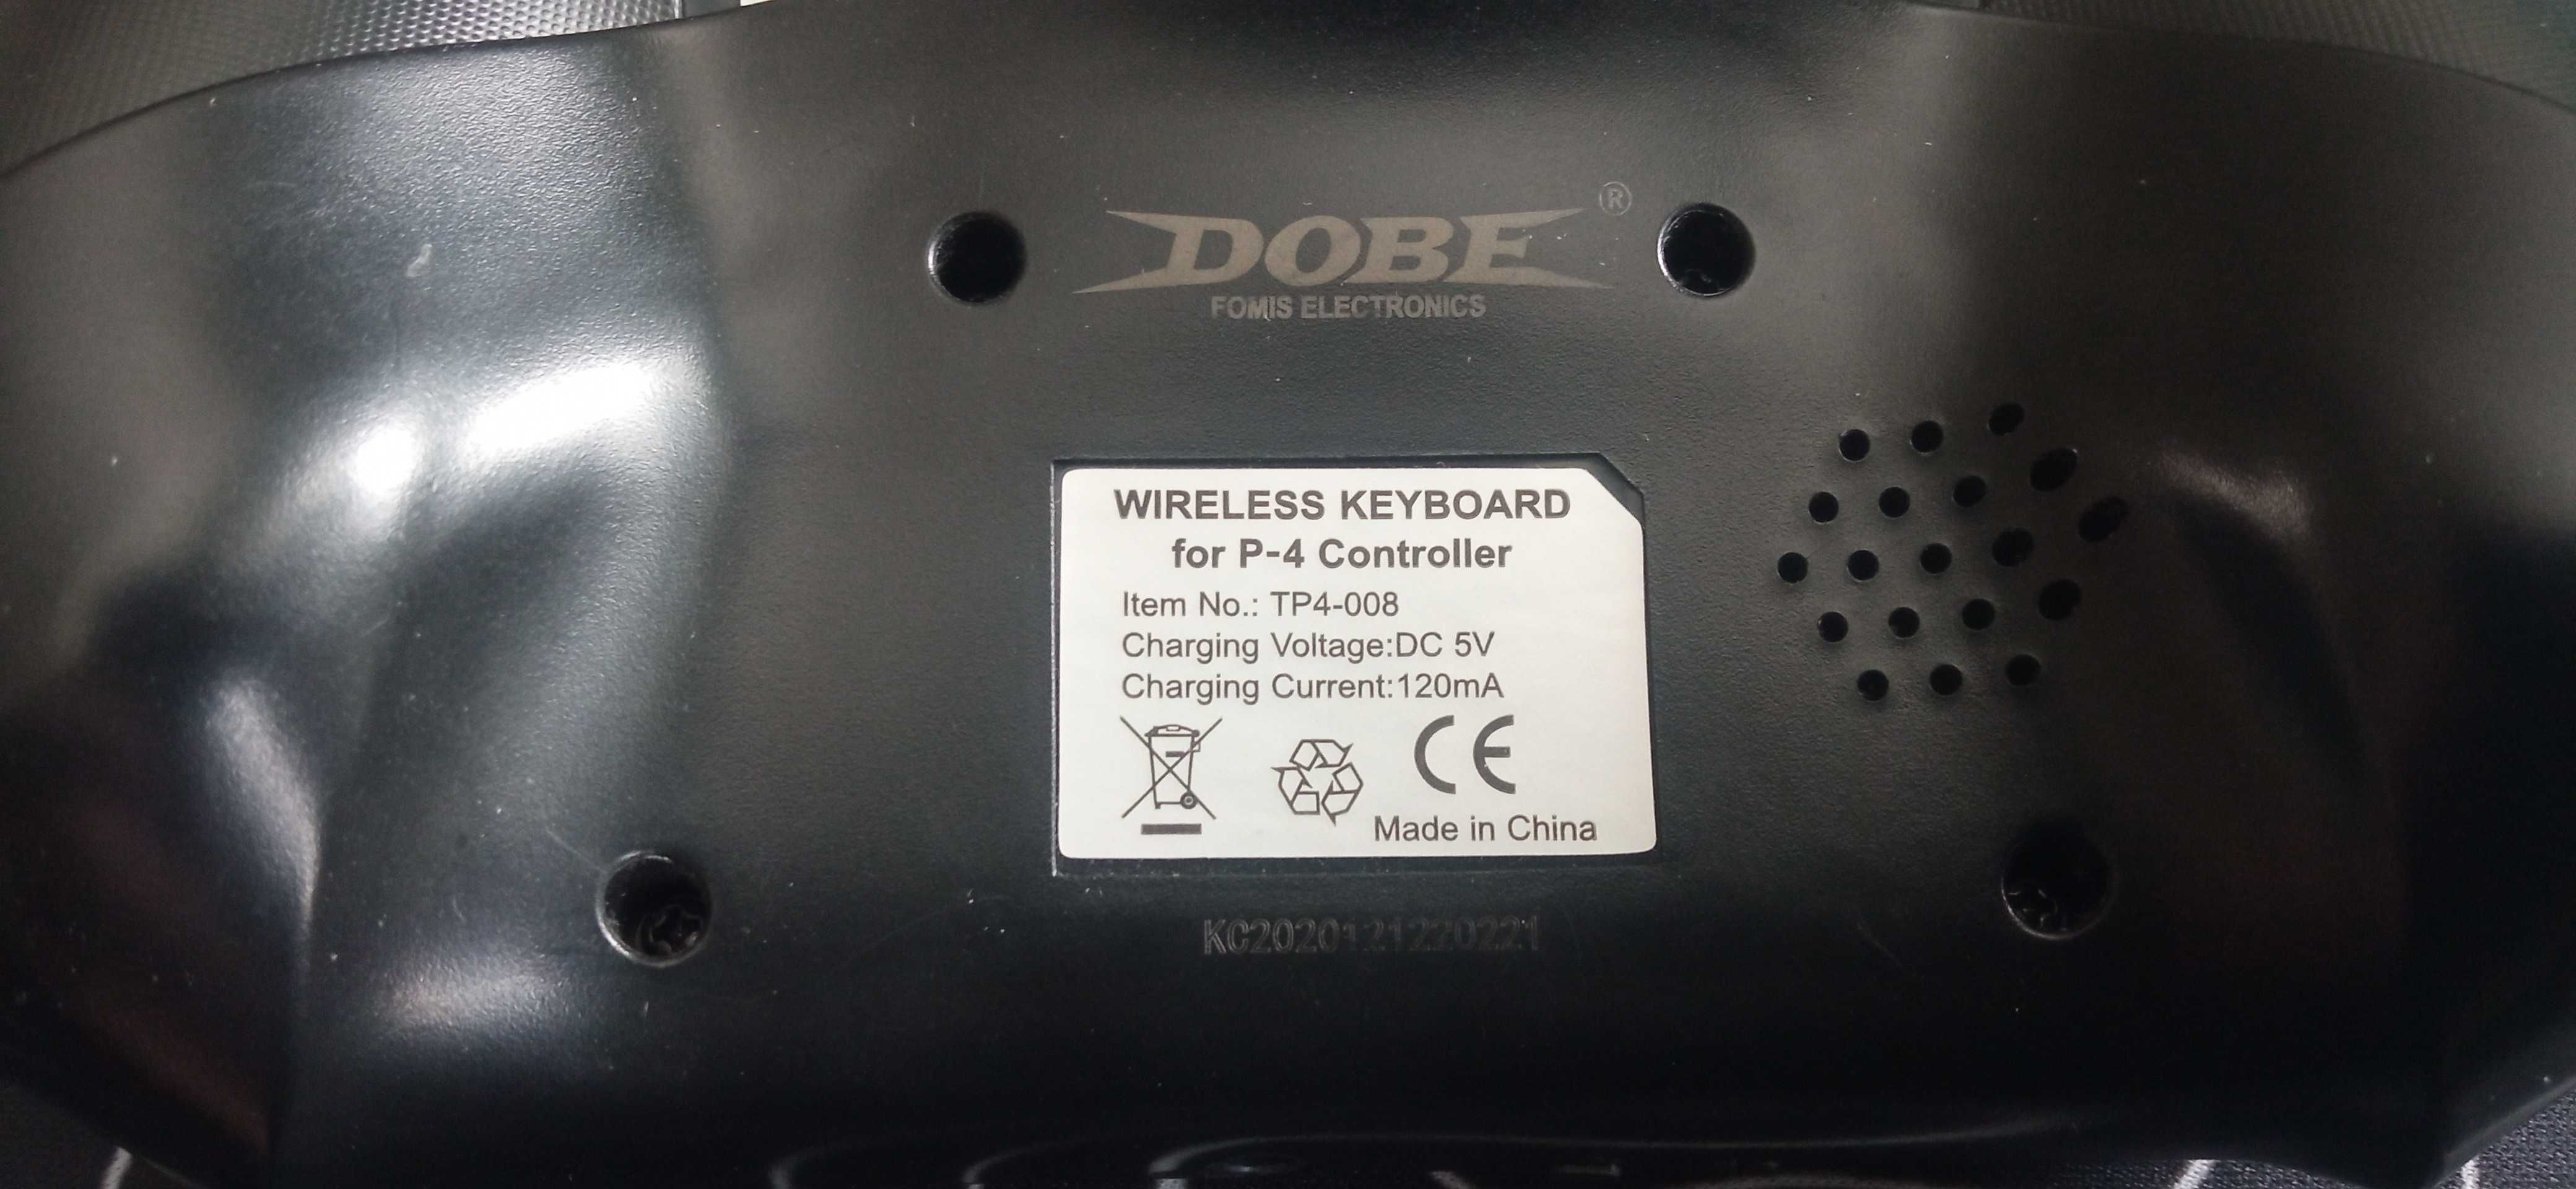 DOBE®
FOMIS ELECTRONICS
WIRELESS KEYBOARD
for P-4 Controller
Item No.: TP4-008
Charging Voltage:DC 5V
Charging Current:120mA
CE
Made in China
KC2020121220221